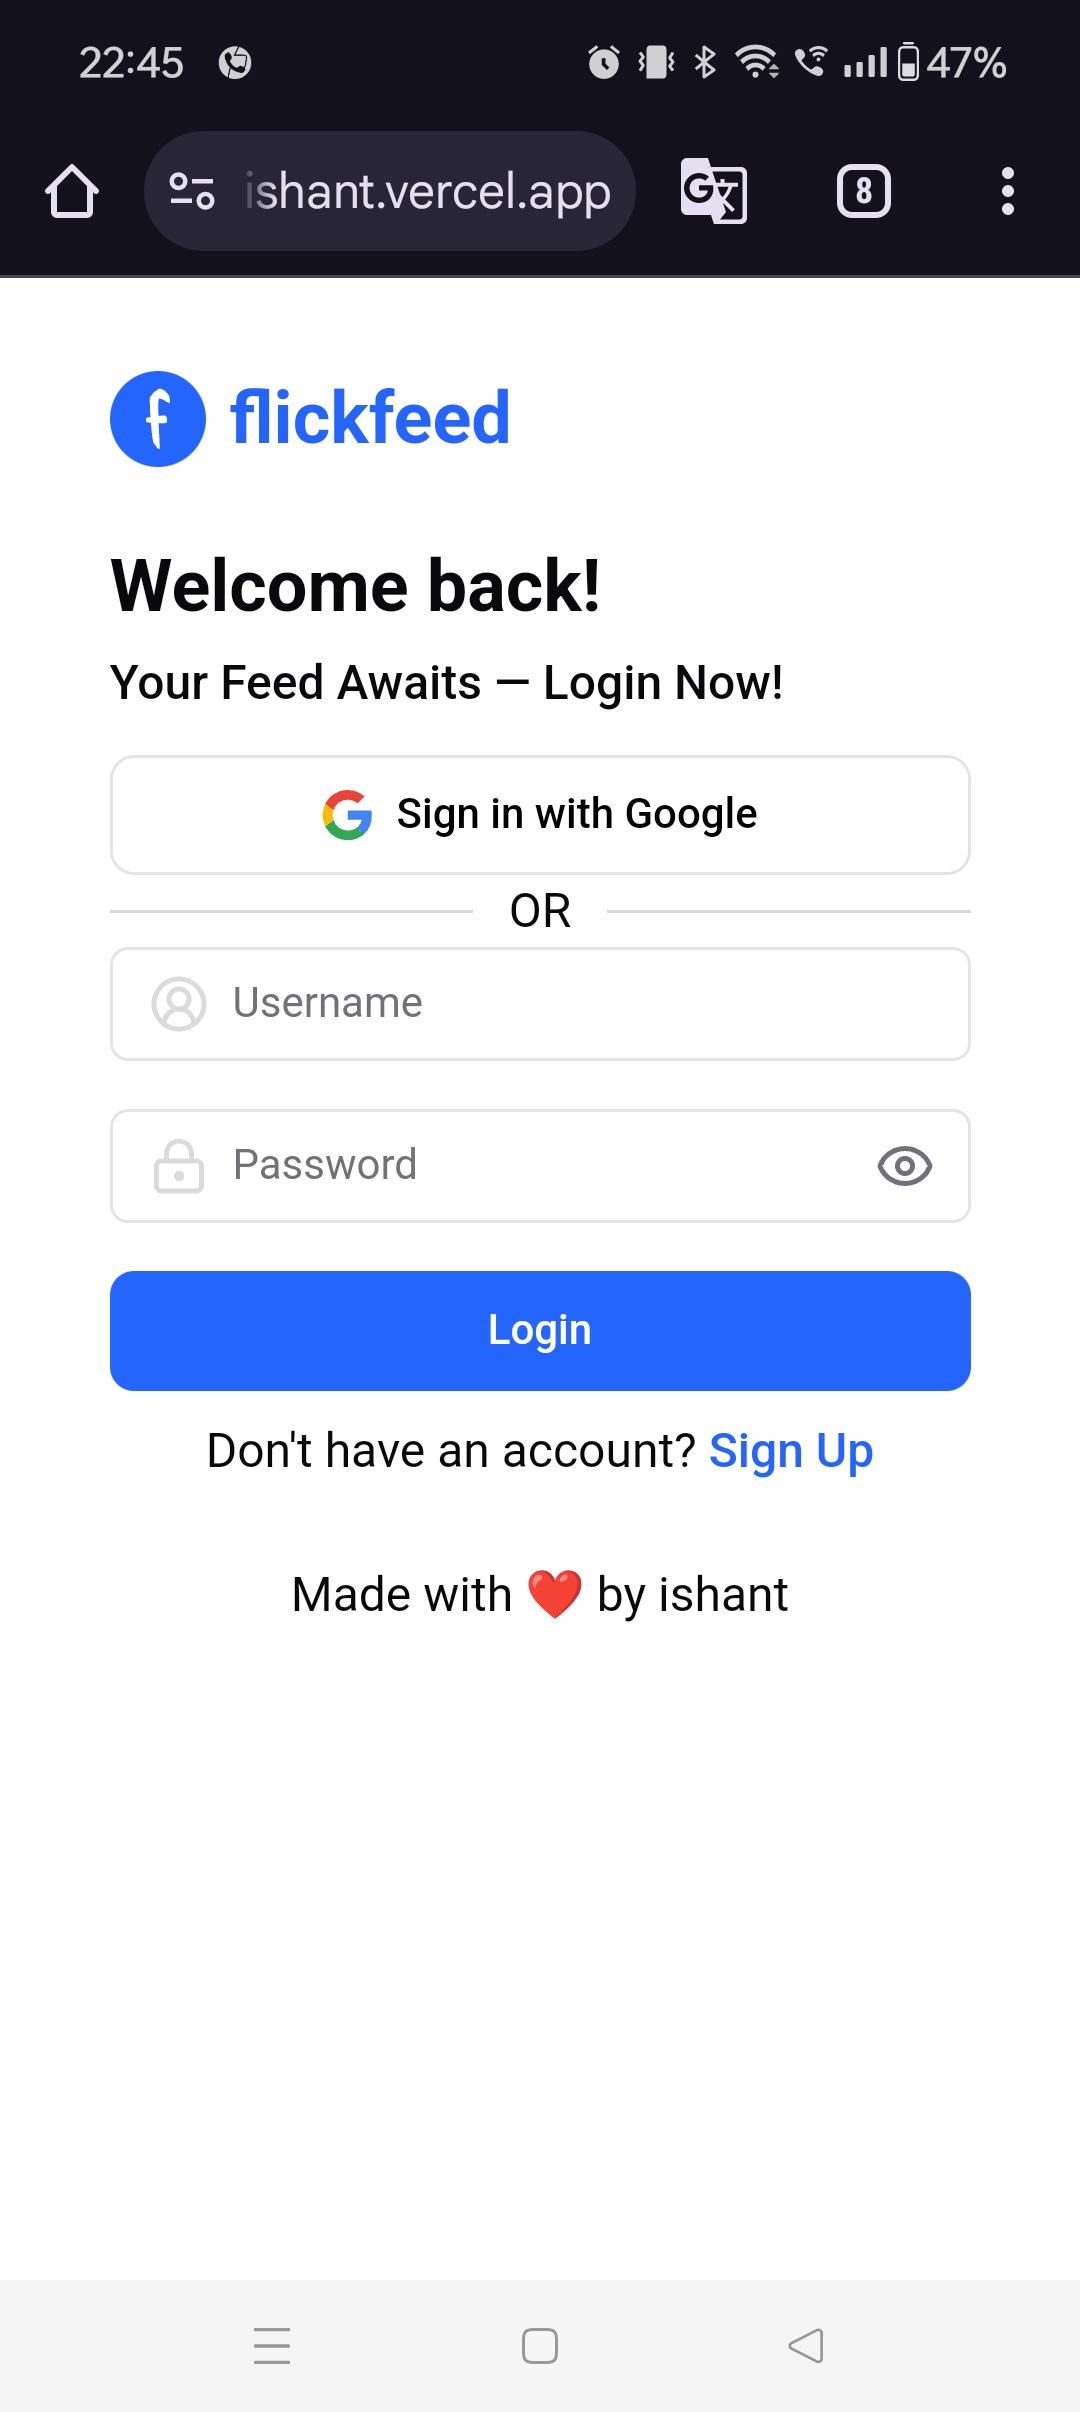 22:45 47%
ishant.vercel.app 8
flickfeed
Welcome back!
Your Feed Awaits — Login Now!
Sign in with Google
OR
Username
Password
Login
Don't have an account? Sign Up
Made with ❤️ by ishant